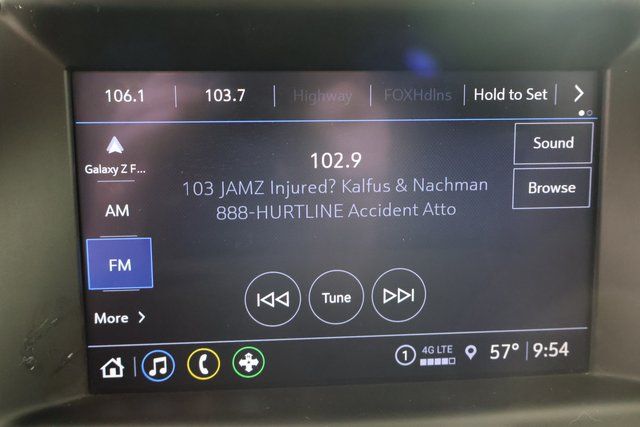 106.1 103.7 Highway FOXHdlns Hold to Set
Galaxy Z F...
102.9
Sound
103 JAMZ Injured? Kalfus & Nachman
Browse
AM
888-HURTLINE Accident Atto
FM
Tune
More
1 4G LTE 57° 9:54